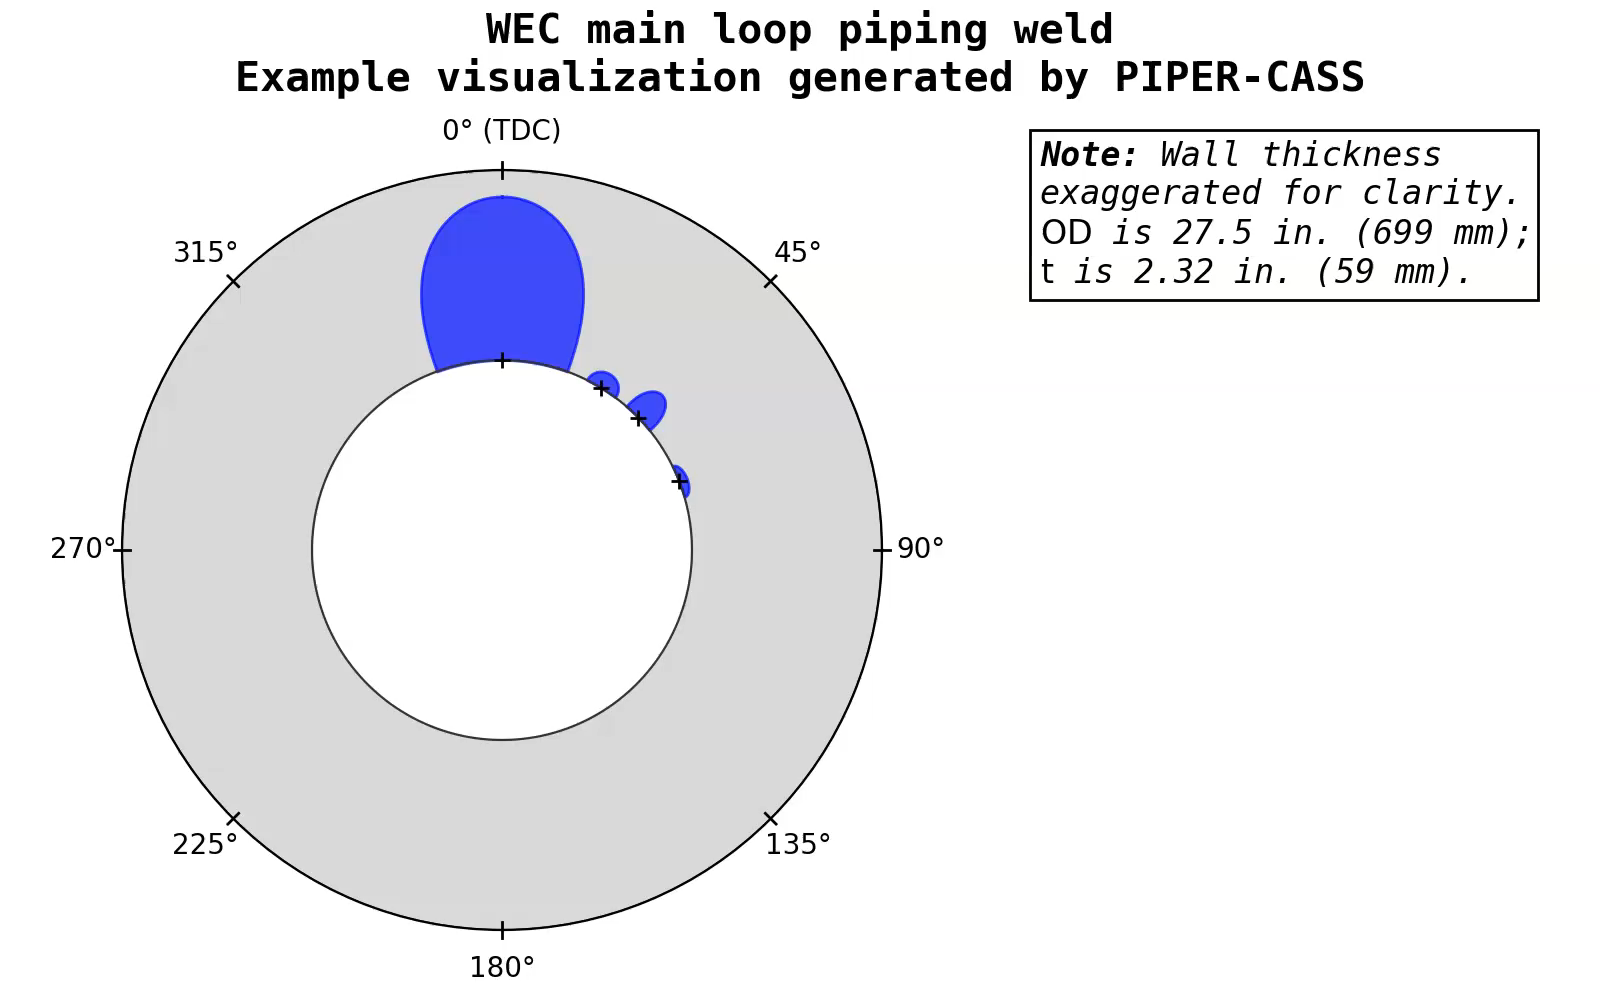 WEC main loop piping weld
Example visualization generated by PIPER-CASS
0° (TDC)
Note: Wall thickness
exaggerated for clarity.
OD is 27.5 in. (699 mm);
t is 2.32 in. (59 mm).
315°
45°
270°
90°
225°
135°
180°